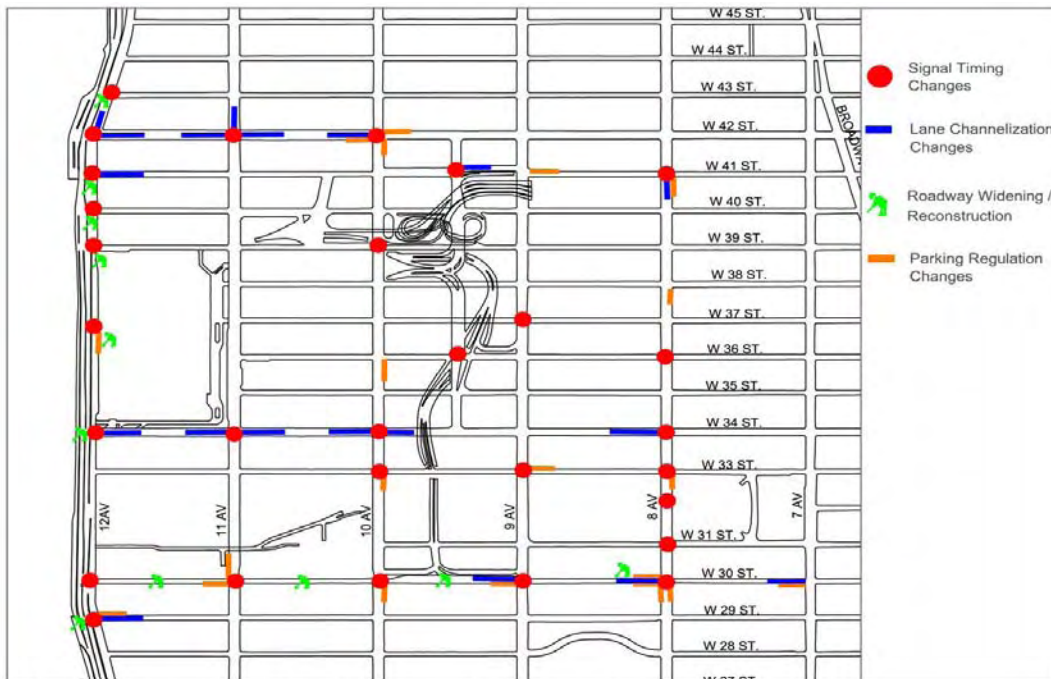 W 45 ST.
W 44 ST.
W 43 ST.
W 42 ST.
W 41 ST.
W 40 ST.
W 39 ST.
W 38 ST.
W 37 ST.
W 36 ST.
W 35 ST.
W 34 ST.
W 33 ST.
W 31 ST.
W 30 ST.
W 29 ST.
W 28 ST.
12AV
11 AV
10 AV
9 AV
8 AV
7 AV
Signal Timing
Changes
Lane Channelization
Changes
Roadway Widening /
Reconstruction
Parking Regulation
Changes